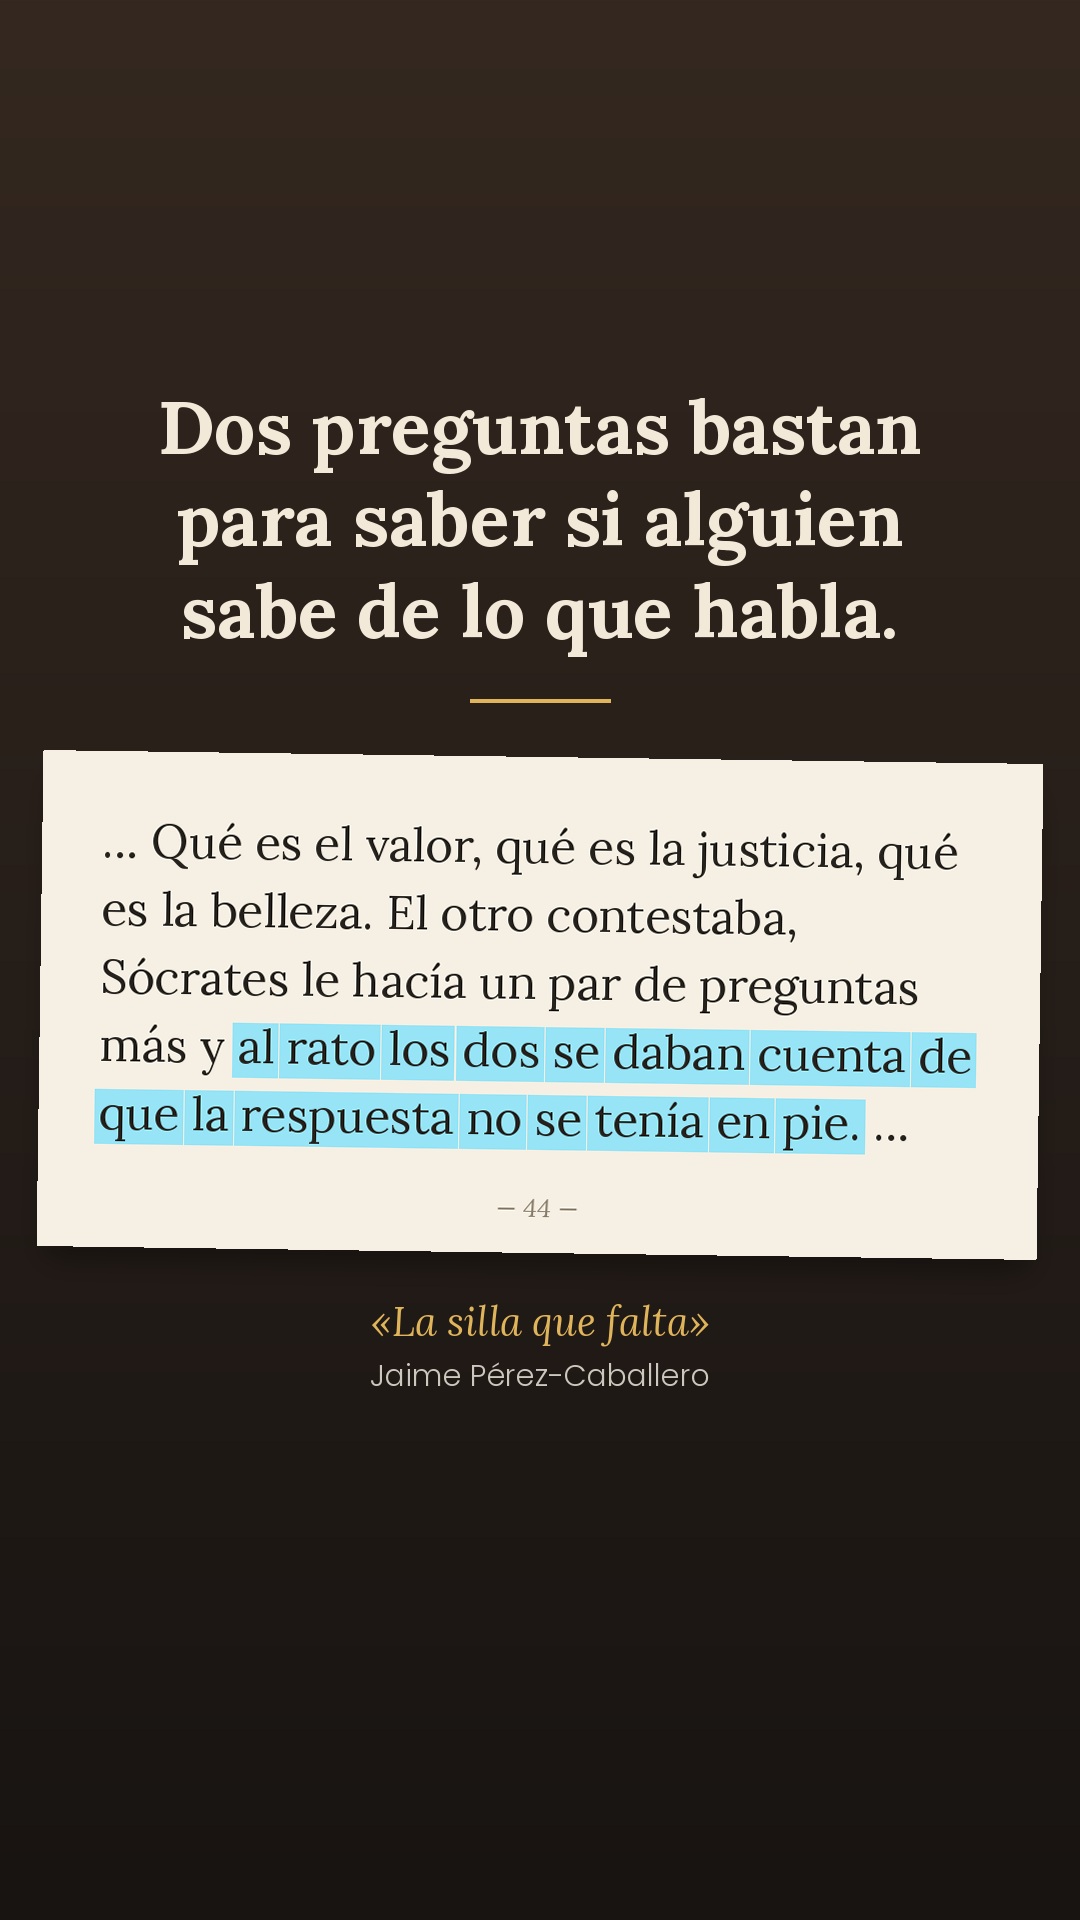 Dos preguntas bastan
para saber si alguien
sabe de lo que habla.
... Qué es el valor, qué es la justicia, qué
es la belleza. El otro contestaba,
Sócrates le hacía un par de preguntas
más y al rato los dos se daban cuenta de
que la respuesta no se tenía en pie. ...
— 44 —
«La silla que falta»
Jaime Pérez-Caballero